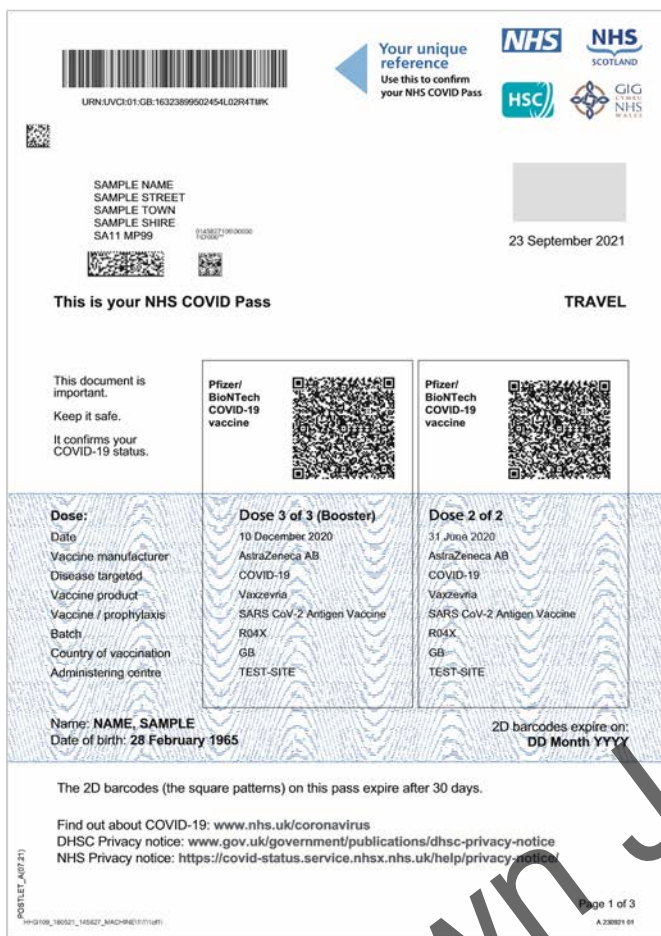 Your unique
reference
Use this to confirm
your NHS COVID Pass
NHS
NHS
SCOTLAND
HSC
GIG
CYMRU
NHS
WALES
URN:UVCI:01:GB:16323899502454L02R4TM#K
SAMPLE NAME
SAMPLE STREET
SAMPLE TOWN
SAMPLE SHIRE
SA11 MP99
23 September 2021
This is your NHS COVID Pass
TRAVEL
This document is
important.
Keep it safe.
It confirms your
COVID-19 status.
Pfizer/
BioNTech
COVID-19
vaccine
Pfizer/
BioNTech
COVID-19
vaccine
Dose: Dose 3 of 3 (Booster) Dose 2 of 2
Date 10 December 2020 31 June 2020
Vaccine manufacturer AstraZeneca AB AstraZeneca AB
Disease targeted COVID-19 COVID-19
Vaccine product Vaxzevria Vaxzevria
Vaccine / prophylaxis SARS CoV-2 Antigen Vaccine SARS CoV-2 Antigen Vaccine
Batch R04X R04X
Country of vaccination GB GB
Administering centre TEST-SITE TEST-SITE
Name: NAME, SAMPLE
Date of birth: 28 February 1965
2D barcodes expire on:
DD Month YYYY
The 2D barcodes (the square patterns) on this pass expire after 30 days.
Find out about COVID-19: www.nhs.uk/coronavirus
DHSC Privacy notice: www.gov.uk/government/publications/dhsc-privacy-notice
NHS Privacy notice: https://covid-status.service.nhsx.nhs.uk/help/privacy-notice/
POSTLET_A(07.21)
Page 1 of 3
A 230921 01
wn J